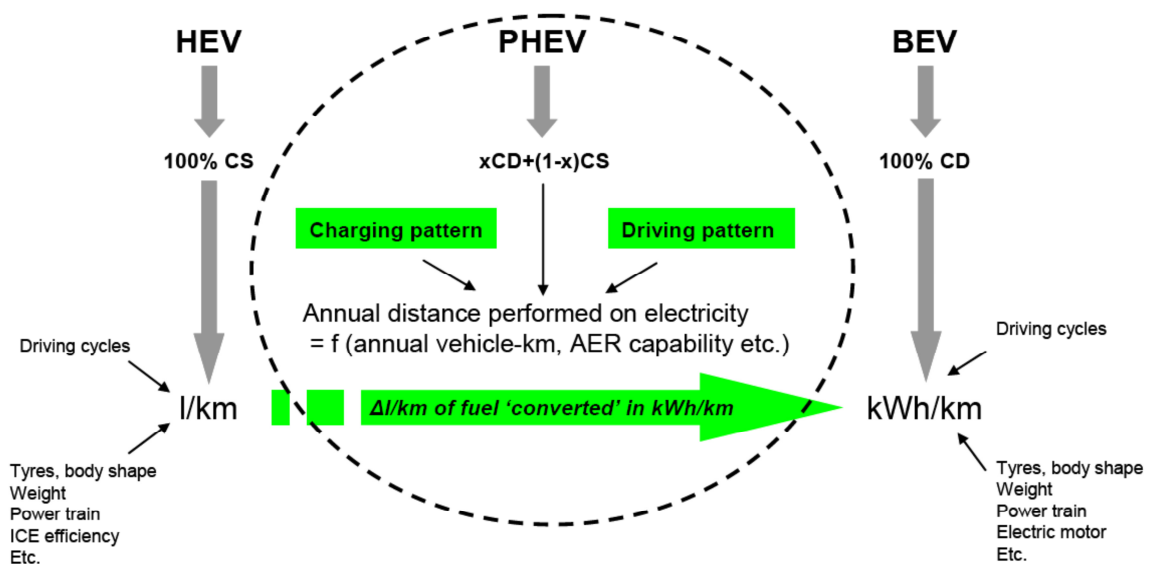 HEV
PHEV
BEV
100% CS
xCD+(1-x)CS
100% CD
Charging pattern
Driving pattern
Annual distance performed on electricity
= f (annual vehicle-km, AER capability etc.)
Driving cycles
Driving cycles
l/km
Δl/km of fuel ‘converted’ in kWh/km
kWh/km
Tyres, body shape
Weight
Power train
ICE efficiency
Etc.
Tyres, body shape
Weight
Power train
Electric motor
Etc.